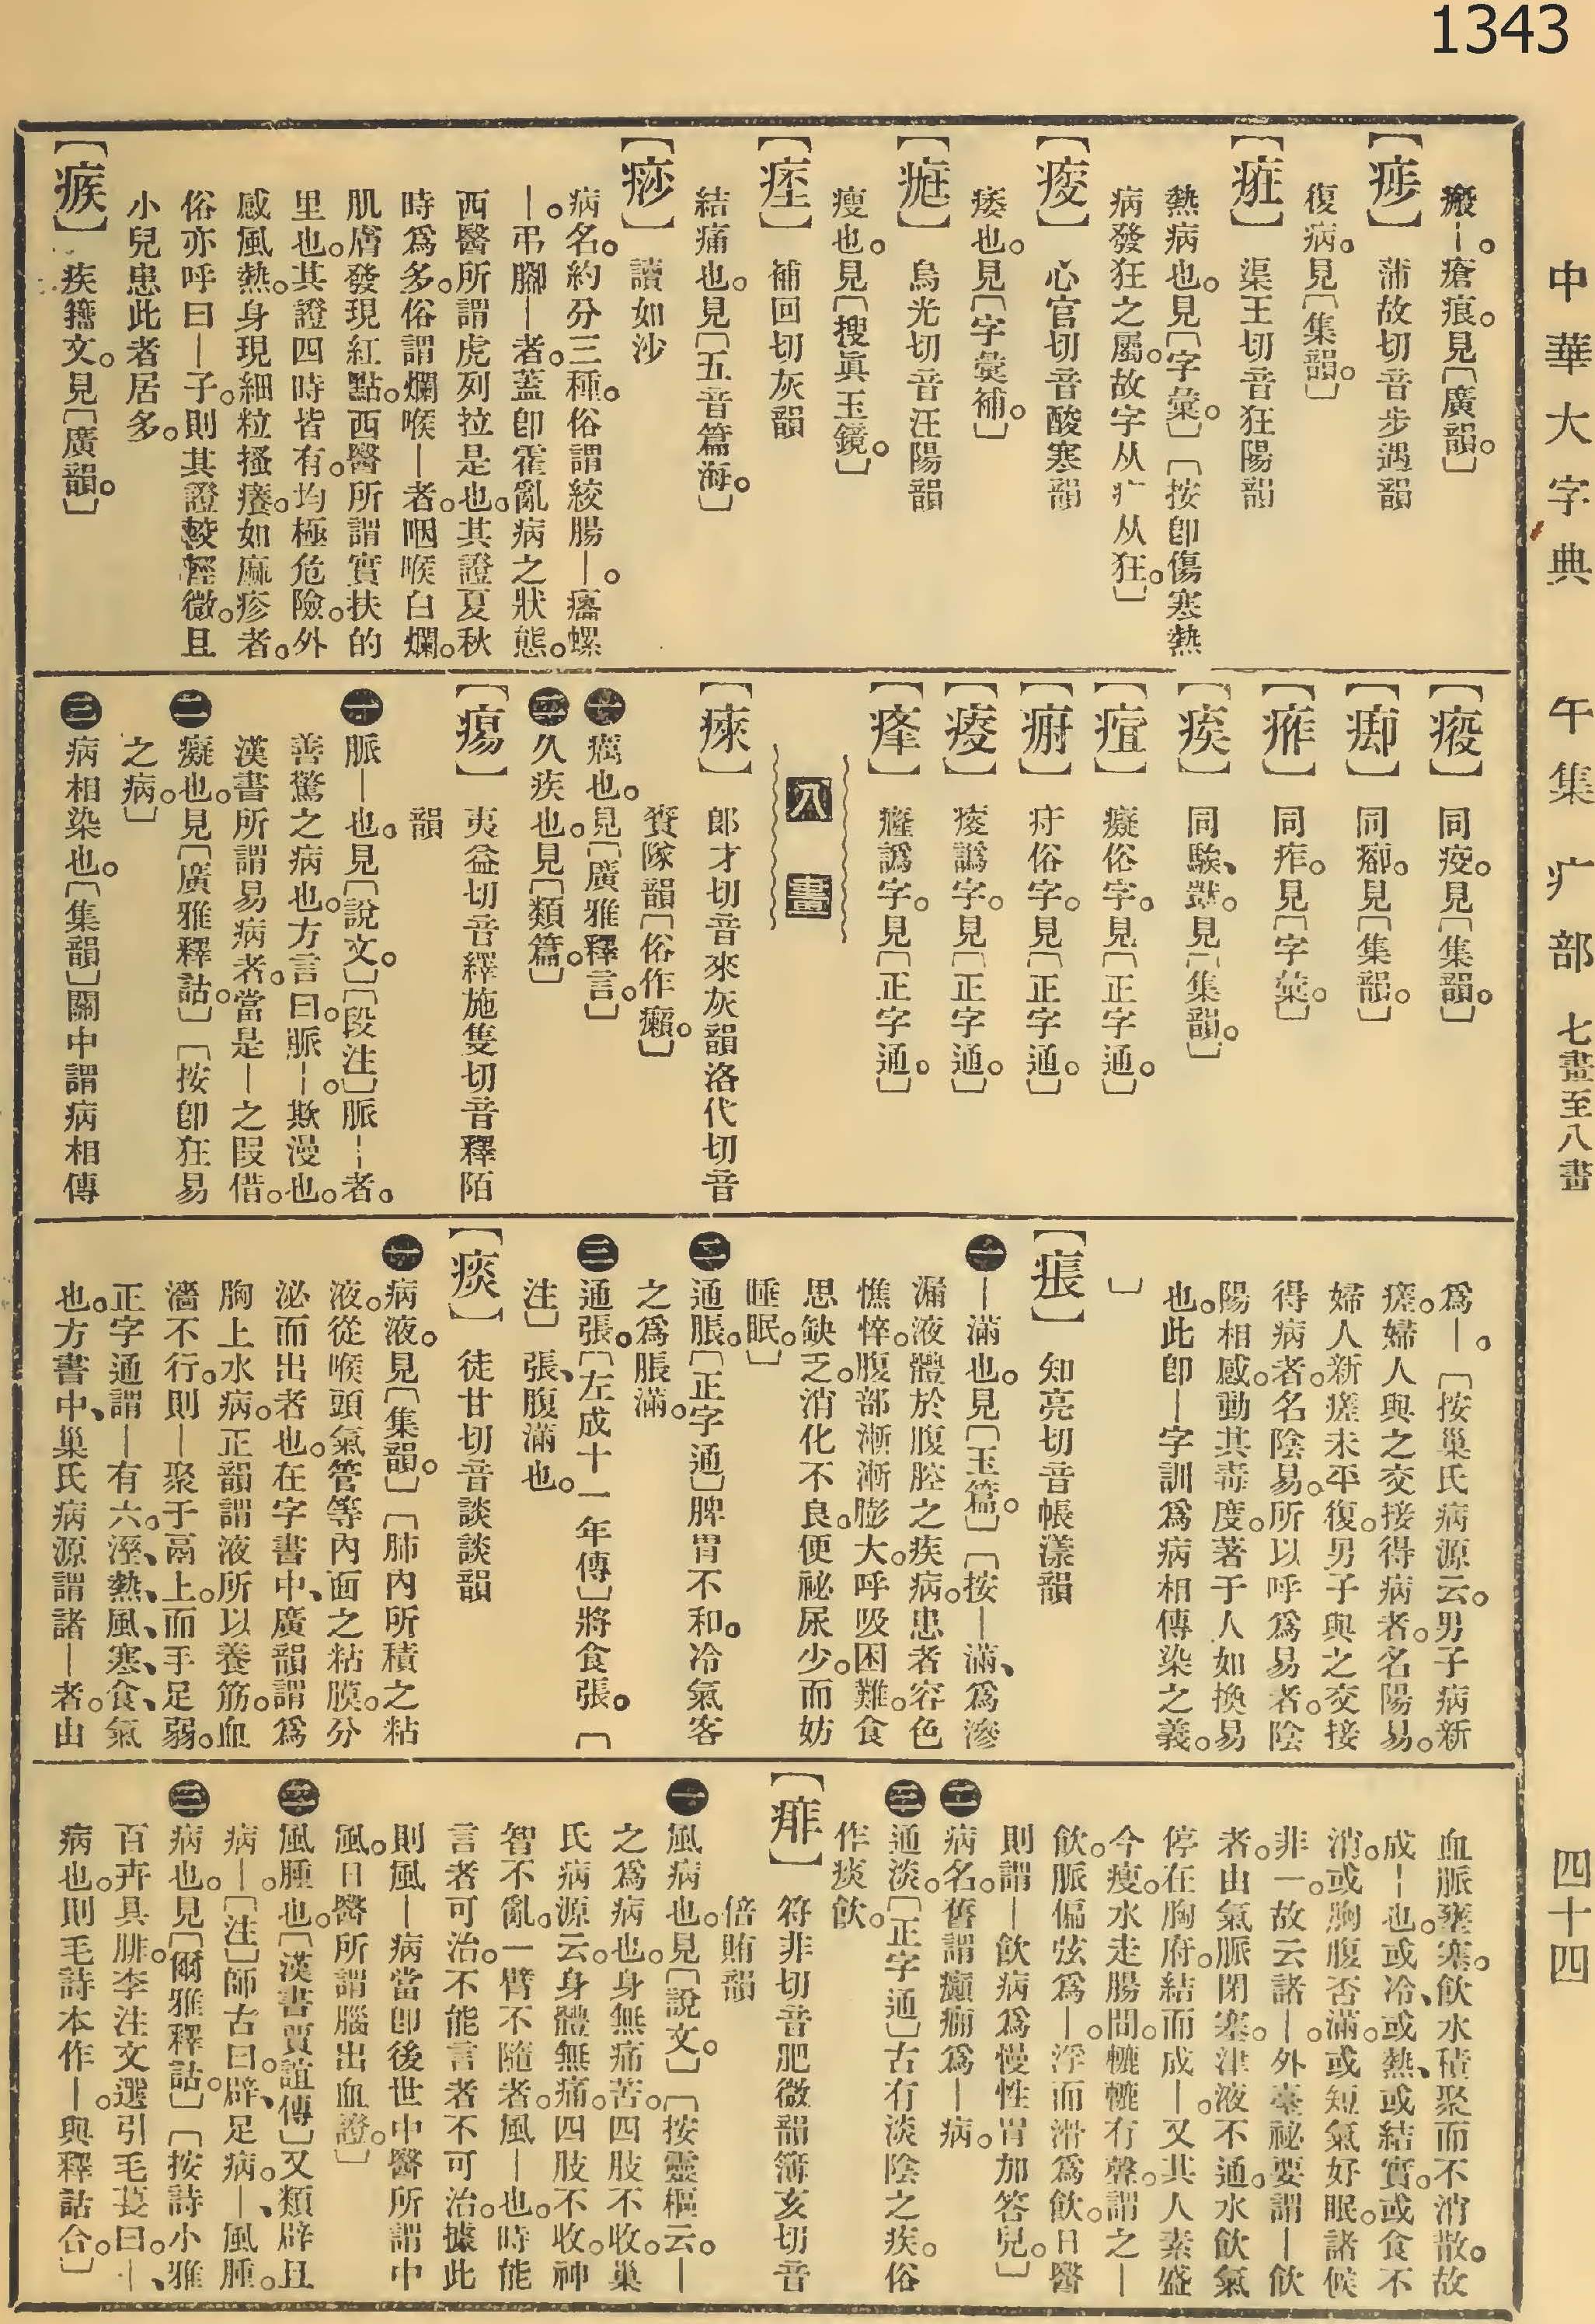 1343
中華大字典 午集 疒部 七畫至八畫 四十四
瘢｜。瘡痕。見〔廣韻。〕
蒲故切音步遇韻
復病。見〔集韻。〕
渠王切音狂陽韻
熱病也。見〔字彙。〕〔按卽傷寒熱
病發狂之屬。故字从疒从狂。〕
【痠】心官切音酸寒韻
痿也。見〔字彙補。〕
烏光切音汪陽韻
瘦也。見〔搜眞玉鏡。〕
補回切灰韻
結痛也。見〔五音篇海。〕
【痧】讀如沙
病名。約分三種。俗謂絞腸｜。癟螺
｜。弔腳｜者。蓋卽霍亂病之狀態。
西醫所謂虎列拉是也。其證夏秋
時爲多。俗謂爛喉｜者。咽喉白爛。
肌膚發現紅點。西醫所謂實扶的
里也。其證四時皆有。均極危險。外
感風熱。身現細粒搔癢。如麻疹者。
俗亦呼曰｜子。則其證較輕微。且
小兒患此者居多。
疾籀文。見〔廣韻。〕
同疫。見〔集韻。〕
同㾡。見〔集韻。〕
同痄。見〔字彙。〕
同騃、獃。見〔集韻。〕
癡俗字。見〔正字通。〕
疛俗字。見〔正字通。〕
痠譌字。見〔正字通。〕
癃譌字。見〔正字通。〕
八畫
【㾢】郎才切音來灰韻洛代切音
賚隊韻〔俗作癩。〕
㊀癘也。見〔廣雅釋言。〕
㊁久疾也。見〔類篇。〕
【痬】夷益切音繹施隻切音釋陌
韻
㊀脈｜也。見〔說文。〕〔段注〕脈｜者。
善驚之病也。方言曰。脈｜。欺漫也。
漢書所謂易病者。當是｜之叚借。
㊁癡也。見〔廣雅釋詁。〕〔按卽狂易
之病。〕
㊂病相染也。〔集韻〕關中謂病相傳
爲｜。〔按巢氏病源云。男子病新
瘥。婦人與之交接得病者。名陽易。
婦人新瘥未平復。男子與之交接
得病者。名陰易。所以呼爲易者。陰
陽相感。動其毒度。著于人如換易
也。此卽｜字訓爲病相傳染之義。
〕
【痮】知亮切音帳漾韻
㊀｜滿也。見〔玉篇。〕〔按｜滿、爲滲
漏液體於腹腔之疾病。患者容色
憔悴。腹部漸漸膨大。呼吸困難。食
思缺乏。消化不良。便祕尿少。而妨
睡眠。〕
㊁通脹。〔正字通〕脾胃不和。冷氣客
之爲脹滿。
㊂通張。〔左成十一年傳〕將食張。〔
注〕張、腹滿也。
【痰】徒甘切音談談韻
㊀病液。見〔集韻。〕〔肺內所積之粘
液。從喉頭氣管等內面之粘膜。分
泌而出者也。在字書中、廣韻謂爲
胸上水病。正韻謂液所以養筋。血
濇不行。則｜聚于鬲上。而手足弱。
正字通謂｜有六。溼、熱、風、寒、食、氣
也。方書中、巢氏病源謂諸｜者。由
血脈壅塞。飲水積聚而不消散。故
成｜也。或冷、或熱、或結實。或食不
消。或胸腹否滿。或短氣好眠。諸候
非一。故云諸｜。外臺祕要謂｜飲
者。由氣脈閉塞。津液不通。水飲氣
停在胸府。結而成｜。又其人素盛
今瘦。水走腸間。轆轆有聲。謂之｜
飲。脈偏弦爲｜。浮而滑爲飲。日醫
則謂｜飲病爲慢性胃加答兒。〕
㊁病名。舊謂癲癇爲｜病。
㊂通淡。〔正字通〕古有淡陰之疾。俗
作痰飲。
【痱】符非切音肥微韻簿亥切音
倍賄韻
㊀風病也。見〔說文。〕〔按靈樞云。｜
之爲病也。身無痛苦。四肢不收。巢
氏病源云。身體無痛。四肢不收。神
智不亂。一臂不隨者。風｜也。時能
言者可治。不能言者不可治。據此
則風｜病當卽後世中醫所謂中
風。日醫所謂腦出血證。〕
㊁風腫也。〔漢書賈誼傳〕又類辟且
病｜。〔注〕師古曰。辟、足病。｜、風腫。
㊂病也。見〔爾雅釋詁。〕〔按詩小雅
百卉具腓。李注文選引毛萇曰。｜、
病也。則毛詩本作｜。與釋詁合。〕